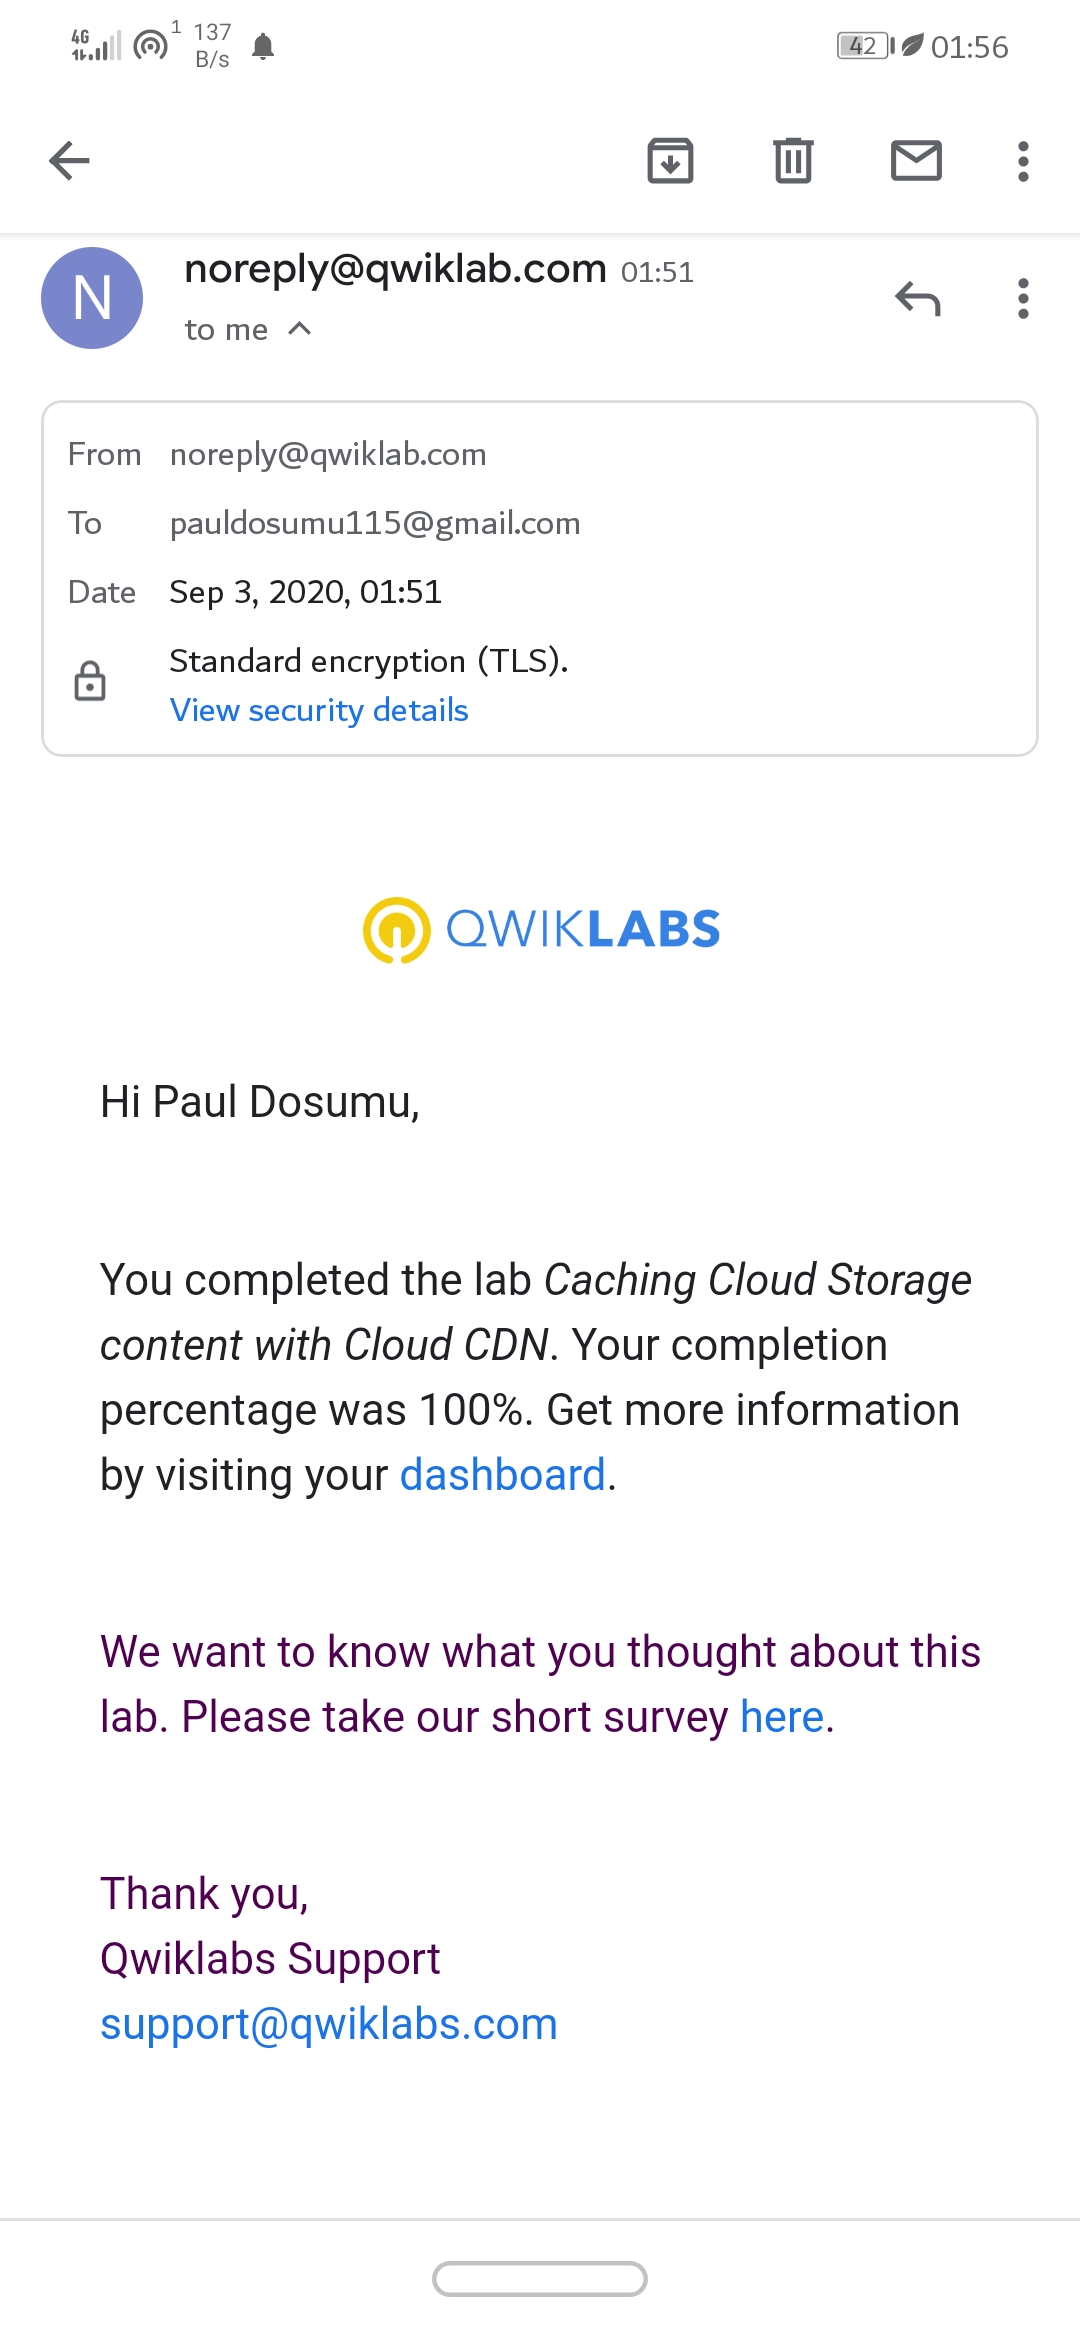 4G 1 137 B/s 42 01:56
noreply@qwiklab.com 01:51
N
to me
From noreply@qwiklab.com
To pauldosumu115@gmail.com
Date Sep 3, 2020, 01:51
Standard encryption (TLS).
View security details
QWIKLABS
Hi Paul Dosumu,
You completed the lab Caching Cloud Storage
content with Cloud CDN. Your completion
percentage was 100%. Get more information
by visiting your dashboard.
We want to know what you thought about this
lab. Please take our short survey here.
Thank you,
Qwiklabs Support
support@qwiklabs.com